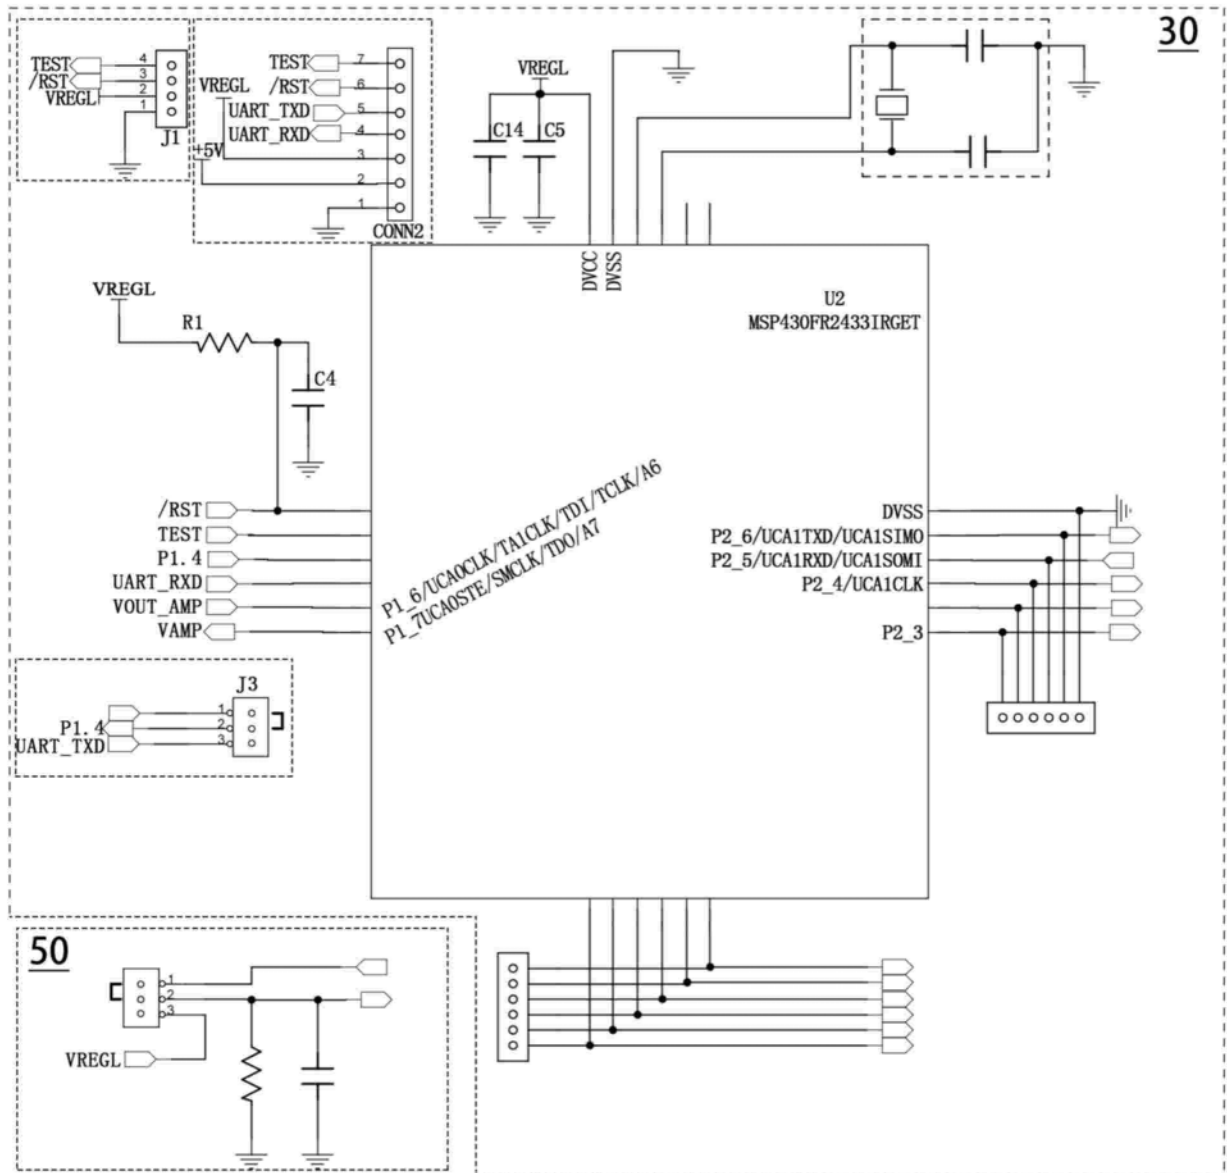 30
TEST 4
/RST 3
VREGL 2
1
J1
TEST 7
/RST 6
VREGL
UART_TXD 5
UART_RXD 4
3
+5V
2
1
CONN2
VREGL
C14 C5
DVCC
DVSS
U2
MSP430FR2433IRGET
VREGL
R1
C4
/RST
TEST
P1.4
UART_RXD
VOUT_AMP
VAMP
P1_6/UCA0CLK/TA1CLK/TDI/TCLK/A6
P1_7UCA0STE/SMCLK/TDO/A7
DVSS
P2_6/UCA1TXD/UCA1SIMO
P2_5/UCA1RXD/UCA1SOMI
P2_4/UCA1CLK
P2_3
J3
1
P1.4 2
UART_TXD 3
50
1
2
3
VREGL